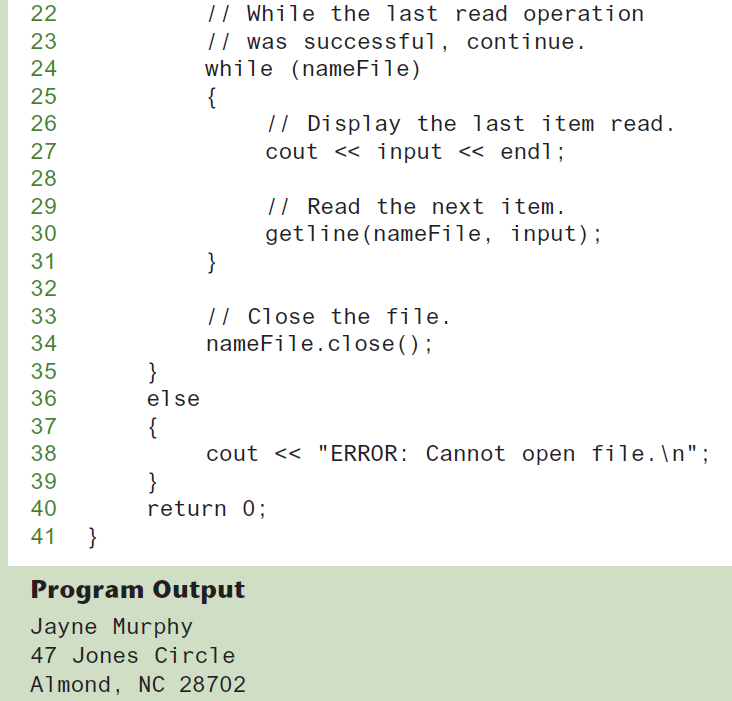 22 // While the last read operation
23 // was successful, continue.
24 while (nameFile)
25 {
26 // Display the last item read.
27 cout << input << endl;
28
29 // Read the next item.
30 getline(nameFile, input);
31 }
32
33 // Close the file.
34 nameFile.close();
35 }
36 else
37 {
38 cout << "ERROR: Cannot open file.\n";
39 }
40 return 0;
41 }
Program Output
Jayne Murphy
47 Jones Circle
Almond, NC 28702